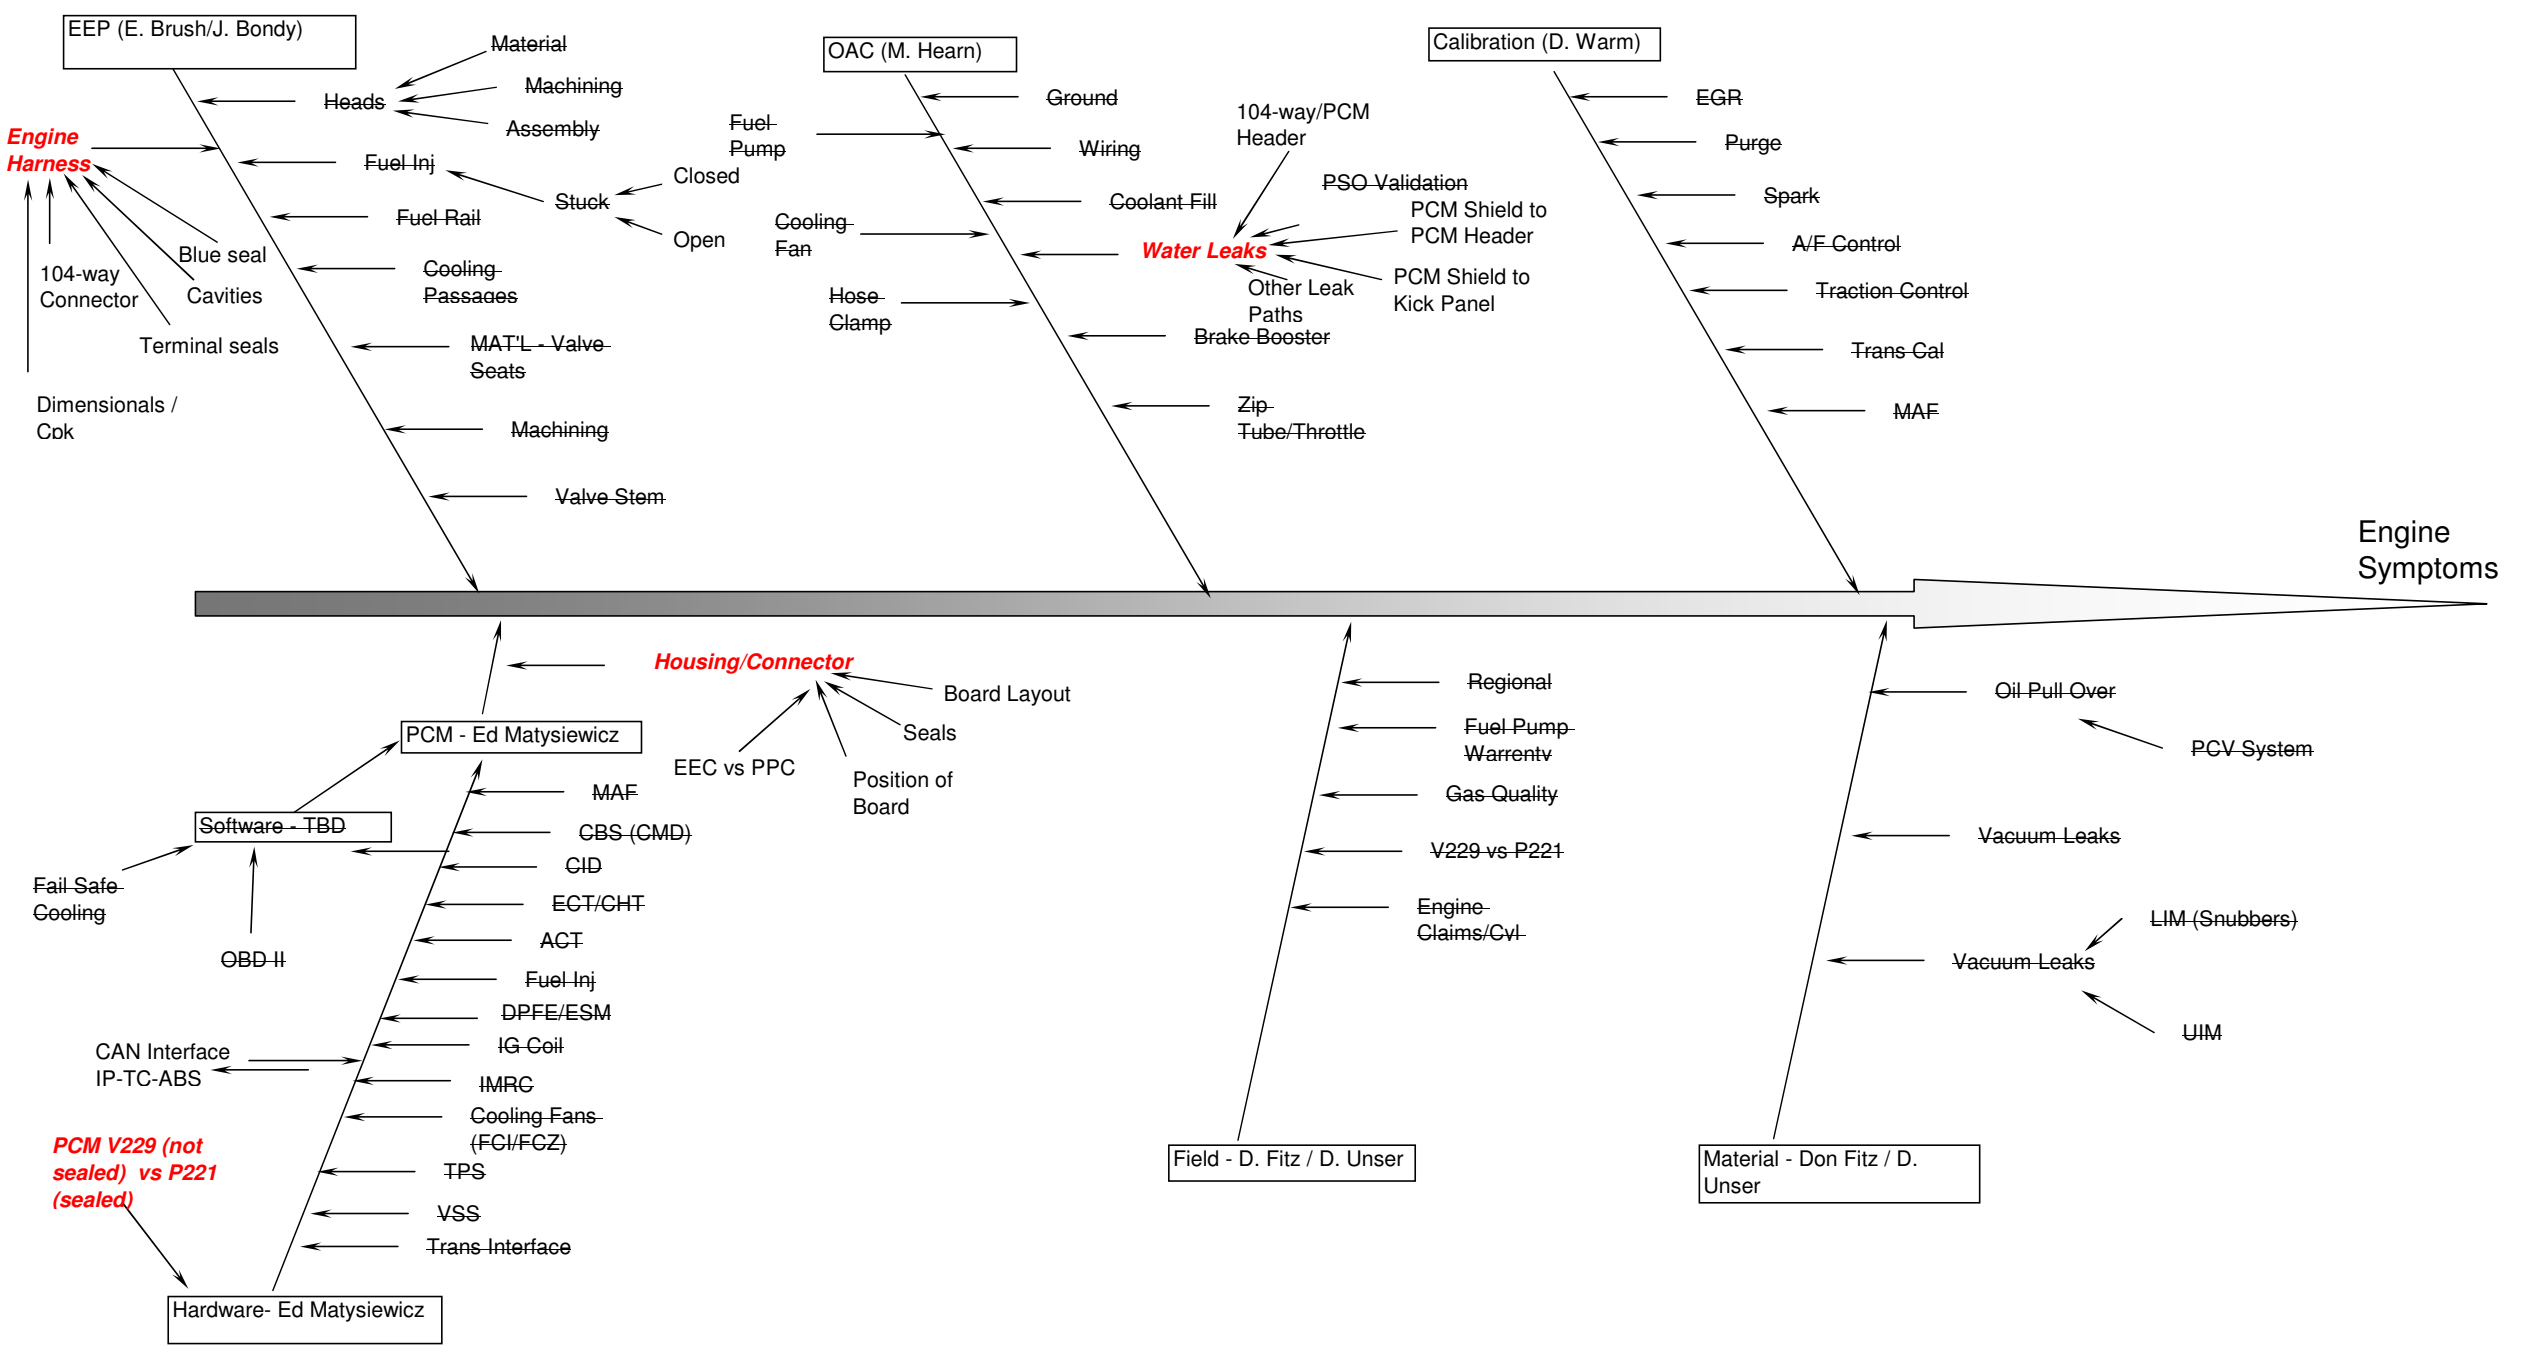 EEP (E. Brush/J. Bondy)
Material
Machining
Heads
Assembly
Engine
Harness
Fuel Inj
Closed
Stuck
Open
Fuel Rail
Blue seal
104-way
Connector
Cavities
Cooling
Passages
Terminal seals
MAT'L - Valve
Seats
Dimensionals /
Cpk
Machining
Valve Stem
OAC (M. Hearn)
Ground
Fuel
Pump
Wiring
104-way/PCM
Header
PSO Validation
Coolant Fill
PCM Shield to
PCM Header
Cooling
Fan
Water Leaks
PCM Shield to
Kick Panel
Other Leak
Paths
Hose
Clamp
Brake Booster
Zip
Tube/Throttle
Calibration (D. Warm)
EGR
Purge
Spark
A/F Control
Traction Control
Trans Cal
MAF
Engine
Symptoms
Housing/Connector
Board Layout
Seals
EEC vs PPC
Position of
Board
PCM - Ed Matysiewicz
MAF
Software - TBD
CBS (CMD)
CID
Fail Safe
Cooling
ECT/CHT
OBD II
ACT
Fuel Inj
DPFE/ESM
IG Coil
CAN Interface
IP-TC-ABS
IMRC
Cooling Fans
(FCI/FCZ)
PCM V229 (not
sealed)  vs P221
(sealed)
TPS
VSS
Trans Interface
Hardware- Ed Matysiewicz
Regional
Fuel Pump
Warrenty
Gas Quality
V229 vs P221
Engine
Claims/Cyl
Field - D. Fitz / D. Unser
Oil Pull Over
PCV System
Vacuum Leaks
LIM (Snubbers)
Vacuum Leaks
UIM
Material - Don Fitz / D.
Unser